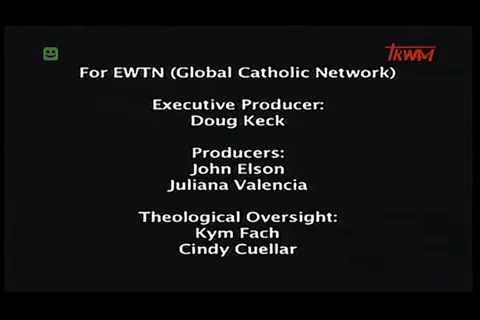 TRWAM
For EWTN (Global Catholic Network)
Executive Producer:
Doug Keck
Producers:
John Elson
Juliana Valencia
Theological Oversight:
Kym Fach
Cindy Cuellar